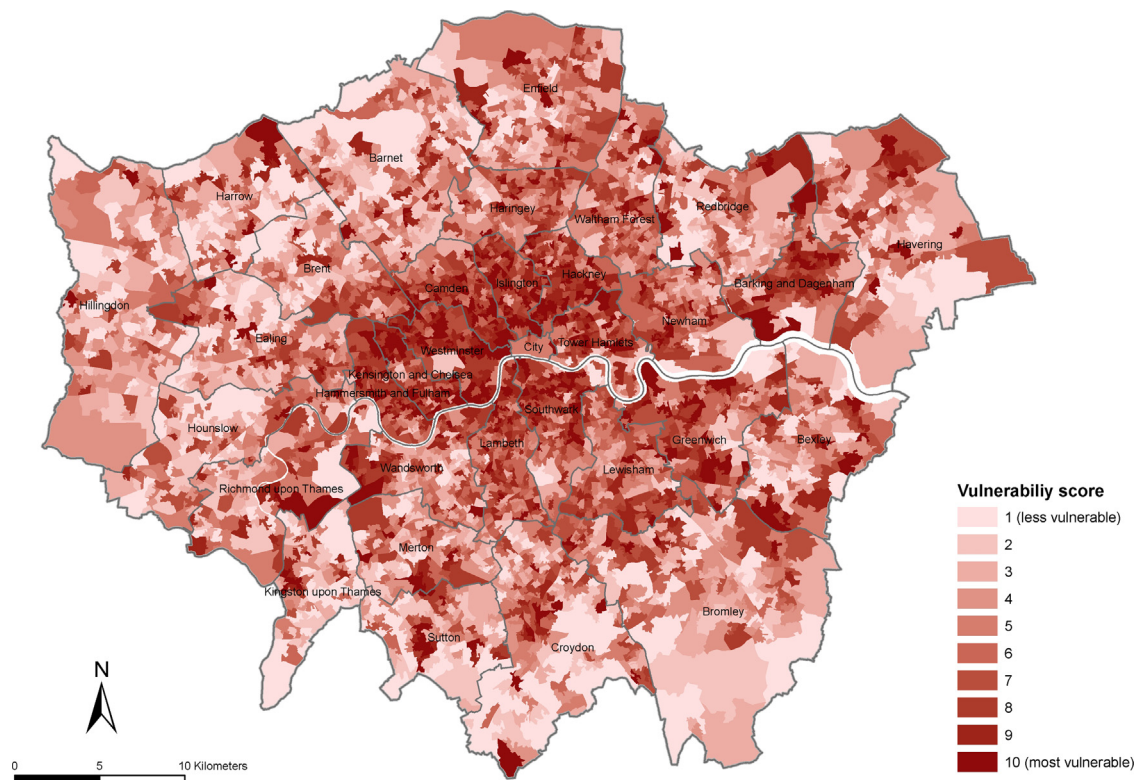 Enfield
Barnet
Harrow
Haringey
Waltham Forest
Redbridge
Havering
Brent
Camden
Islington
Hackney
Barking and Dagenham
Hillingdon
Ealing
Westminster
City
Tower Hamlets
Newham
Kensington and Chelsea
Hammersmith and Fulham
Hounslow
Southwark
Lambeth
Greenwich
Bexley
Richmond upon Thames
Wandsworth
Lewisham
Merton
Kingston upon Thames
Sutton
Croydon
Bromley
Vulnerabiliy score
1 (less vulnerable)
2
3
4
5
6
7
8
9
10 (most vulnerable)
N
0 5 10 Kilometers